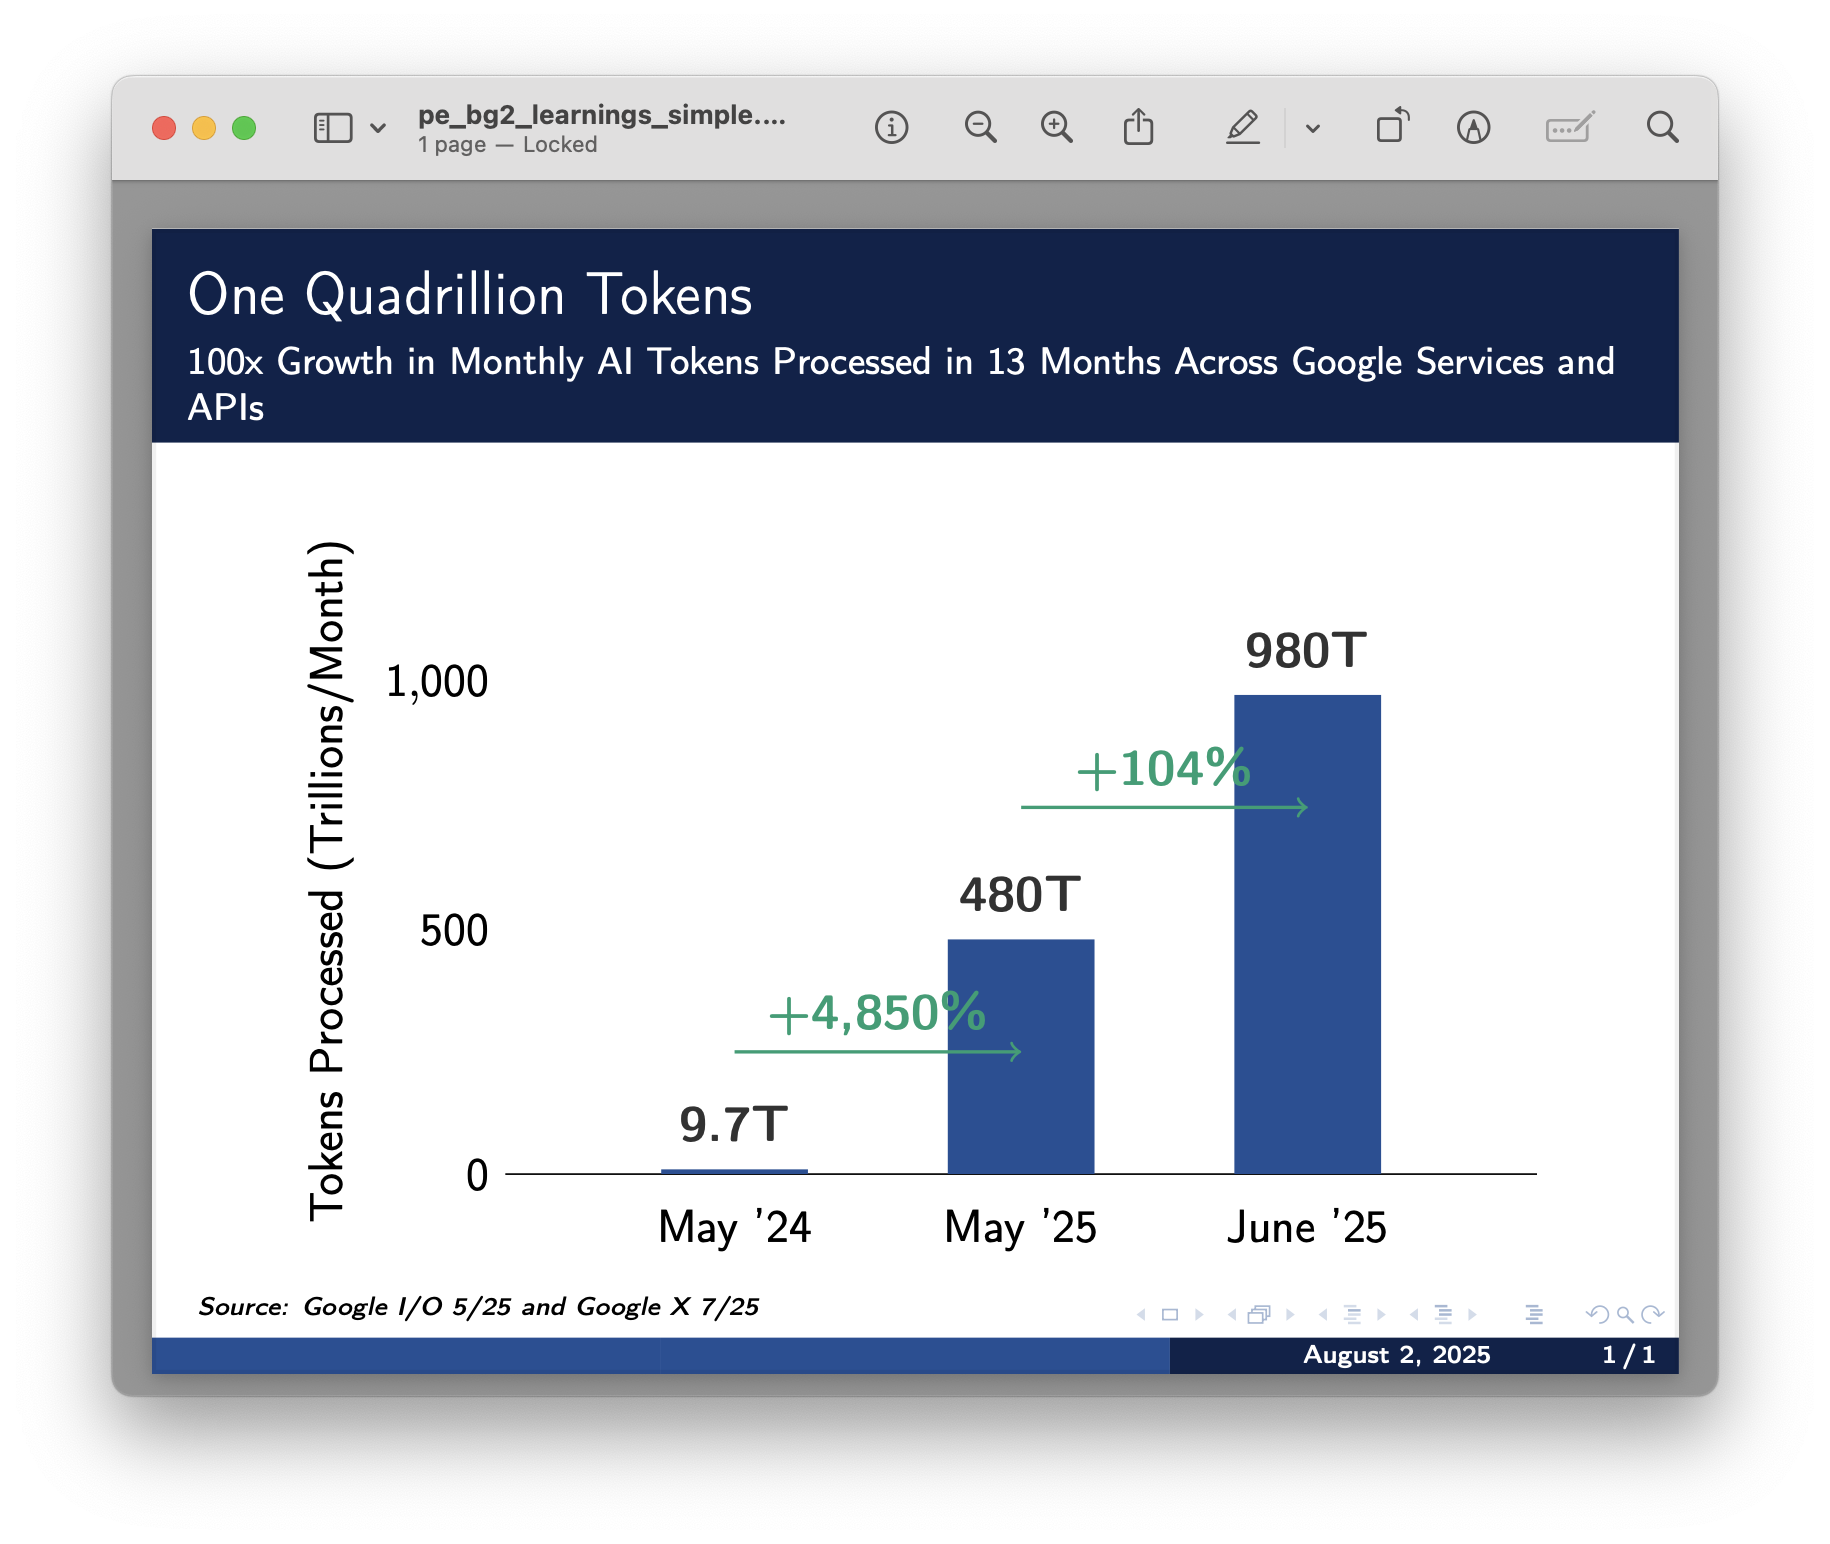 pe_bg2_learnings_simple....
1 page — Locked
One Quadrillion Tokens
100x Growth in Monthly AI Tokens Processed in 13 Months Across Google Services and
APIs
Tokens Processed (Trillions/Month)
1,000
500
0
980T
+104%
480T
+4,850%
9.7T
May ’24
May ’25
June ’25
Source: Google I/O 5/25 and Google X 7/25
August 2, 2025
1 / 1